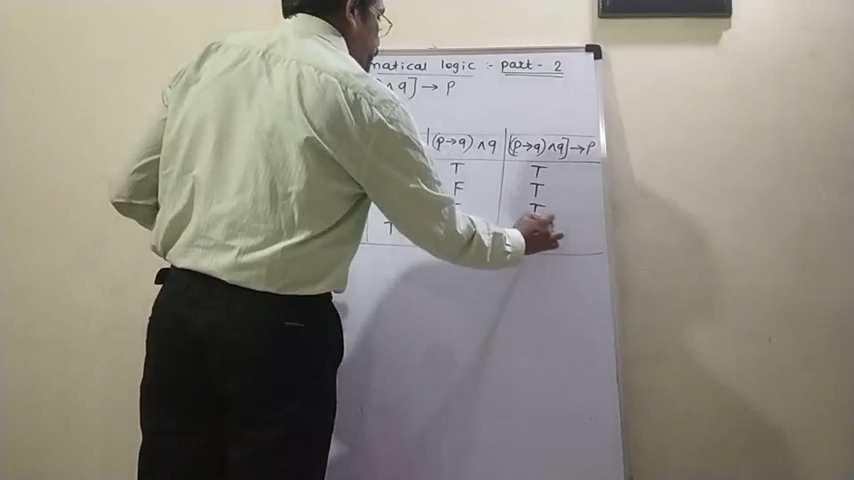 matical logic :- part - 2
∧ q] → p
(p→q) ∧ q [(p→q) ∧ q] → p
T T
F T
T
T